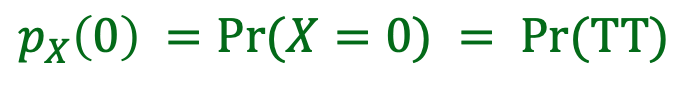 p_X(0) = Pr(X = 0) = Pr(TT)